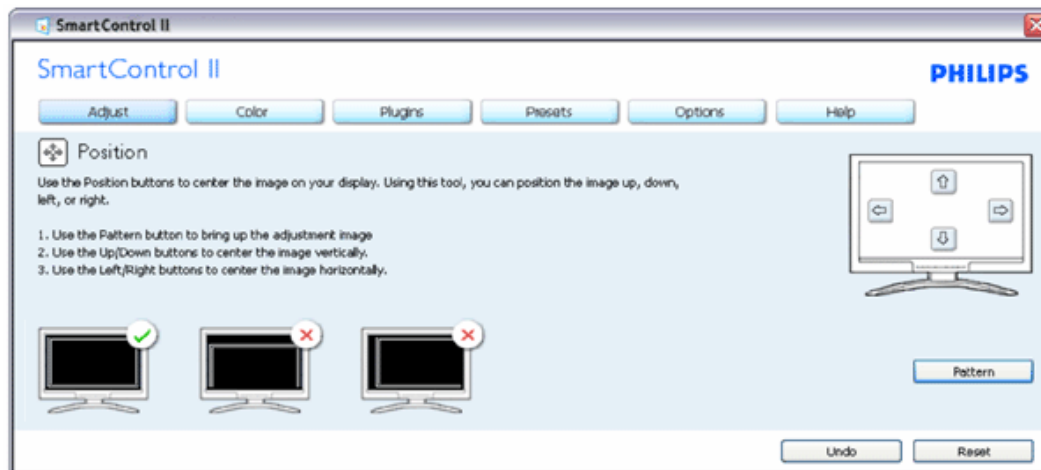 SmartControl II
SmartControl II
PHILIPS
Adjust Color Plugins Presets Options Help
Position
Use the Position buttons to center the image on your display. Using this tool, you can position the image up, down,
left, or right.
1. Use the Pattern button to bring up the adjustment image
2. Use the Up/Down buttons to center the image vertically.
3. Use the Left/Right buttons to center the image horizontally.
Pattern
Undo Reset